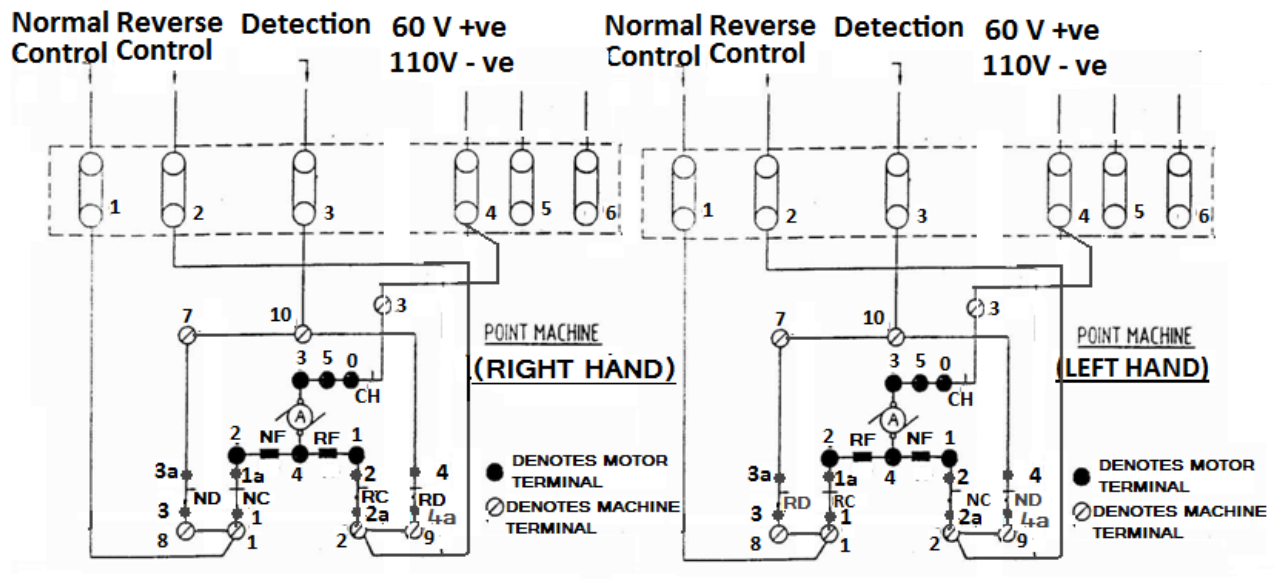 Normal Reverse Detection 60 V +ve
Control Control 110V - ve
1 2 3 4 5 6
3
7 10
POINT MACHINE
(RIGHT HAND)
3 5 0
CH
A
2 NF RF 1
4
3a 1a 2 4
ND NC RC RD
3 1 2a 4a
8 1 2 9
DENOTES MOTOR
TERMINAL
DENOTES MACHINE
TERMINAL
Normal Reverse Detection 60 V +ve
Control Control 110V - ve
1 2 3 4 5 6
3
7 10
POINT MACHINE
(LEFT HAND)
3 5 0
CH
A
2 RF NF 1
4
3a 1a 2 4
RD RC NC ND
3 1 2a 4a
8 1 2 9
DENOTES MOTOR
TERMINAL
DENOTES MACHINE
TERMINAL